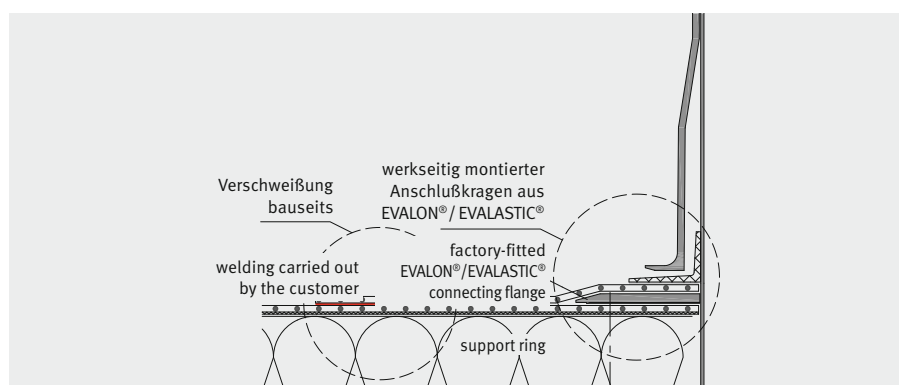 Verschweißung
bauseits
welding carried out
by the customer
werkseitig montierter
Anschlußkragen aus
EVALON® / EVALASTIC®
factory-fitted
EVALON®/EVALASTIC®
connecting flange
support ring